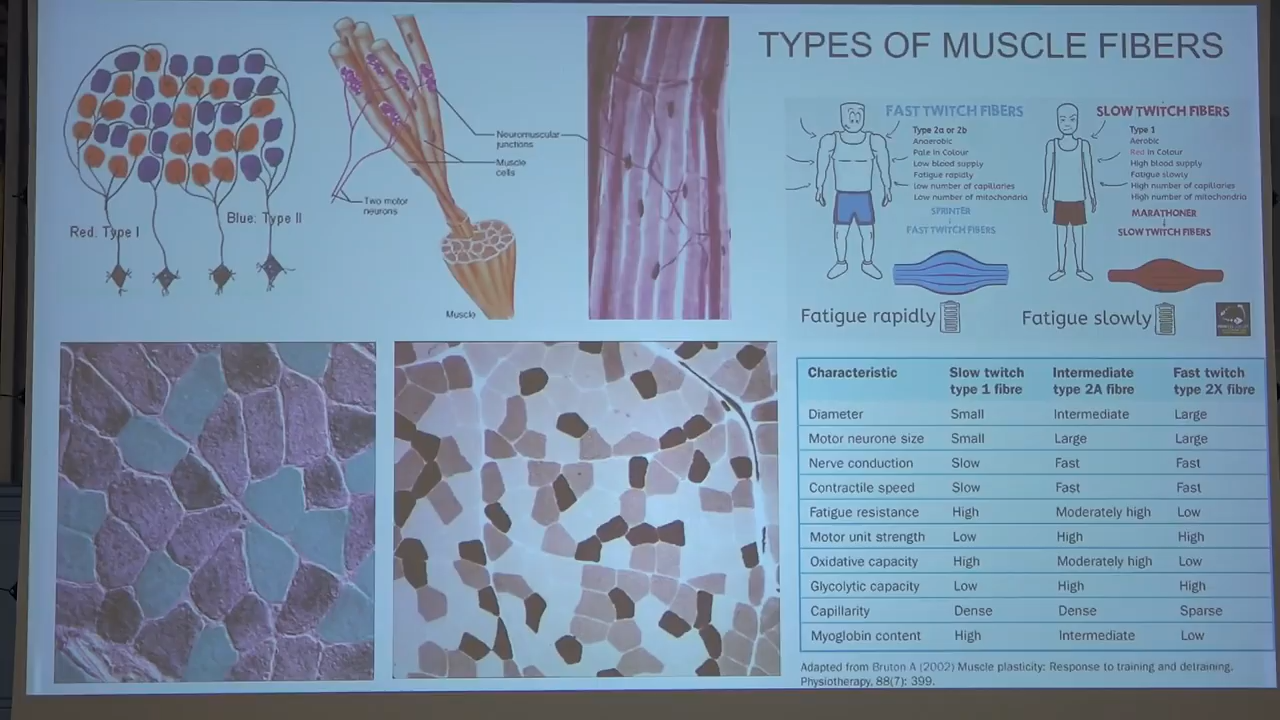 TYPES OF MUSCLE FIBERS
Red: Type I
Blue: Type II
Neuromuscular
junctions
Muscle
cells
Two motor
neurons
Muscle
FAST TWITCH FIBERS
Type 2a or 2b
Anaerobic
Pale in Colour
Low blood supply
Fatigue rapidly
Low number of capillaries
Low number of mitochondria
SPRINTER
FAST TWITCH FIBERS
Fatigue rapidly
SLOW TWITCH FIBERS
Type 1
Aerobic
Red in Colour
High blood supply
Fatigue slowly
High number of capillaries
High number of mitochondria
MARATHONER
SLOW TWITCH FIBERS
Fatigue slowly
Characteristic Slow twitch type 1 fibre Intermediate type 2A fibre Fast twitch type 2X fibre
Diameter Small Intermediate Large
Motor neurone size Small Large Large
Nerve conduction Slow Fast Fast
Contractile speed Slow Fast Fast
Fatigue resistance High Moderately high Low
Motor unit strength Low High High
Oxidative capacity High Moderately high Low
Glycolytic capacity Low High High
Capillarity Dense Dense Sparse
Myoglobin content High Intermediate Low
Adapted from Bruton A (2002) Muscle plasticity: Response to training and detraining.
Physiotherapy, 88(7): 399.